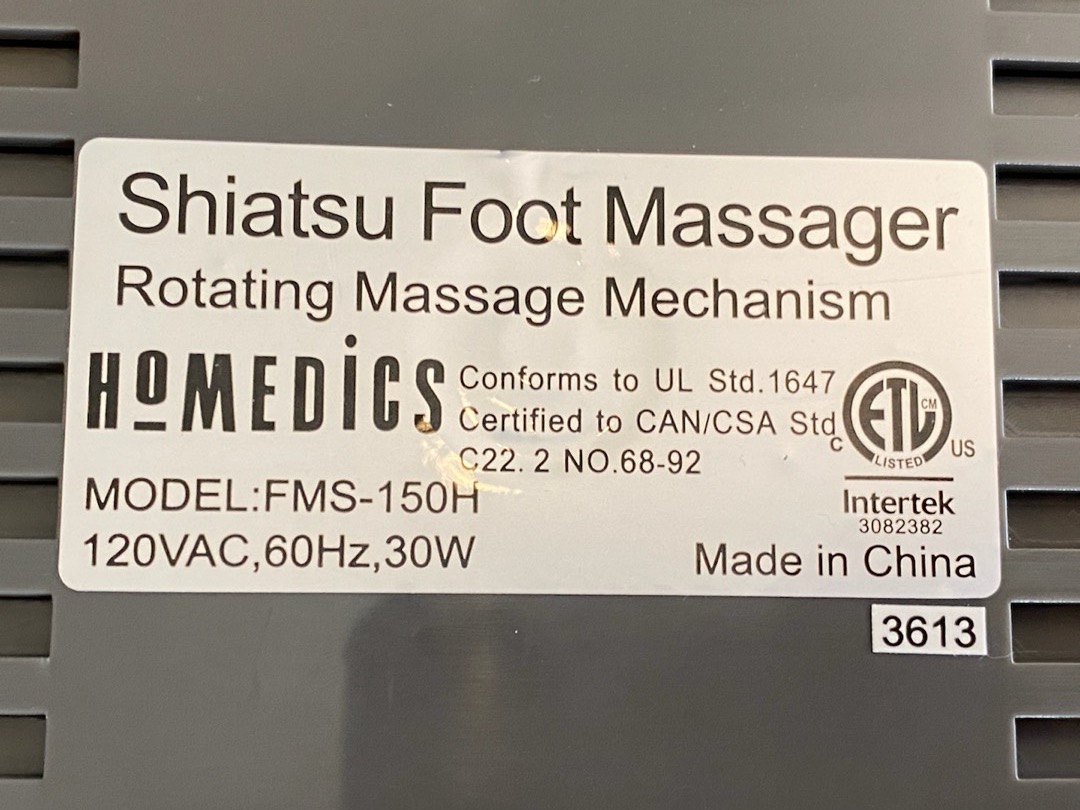 Shiatsu Foot Massager
Rotating Massage Mechanism
HOMEDICS
Conforms to UL Std.1647
Certified to CAN/CSA Std
C22.2 NO.68-92
ETL CM
LISTED
C US
Intertek
3082382
MODEL:FMS-150H
120VAC,60Hz,30W
Made in China
3613